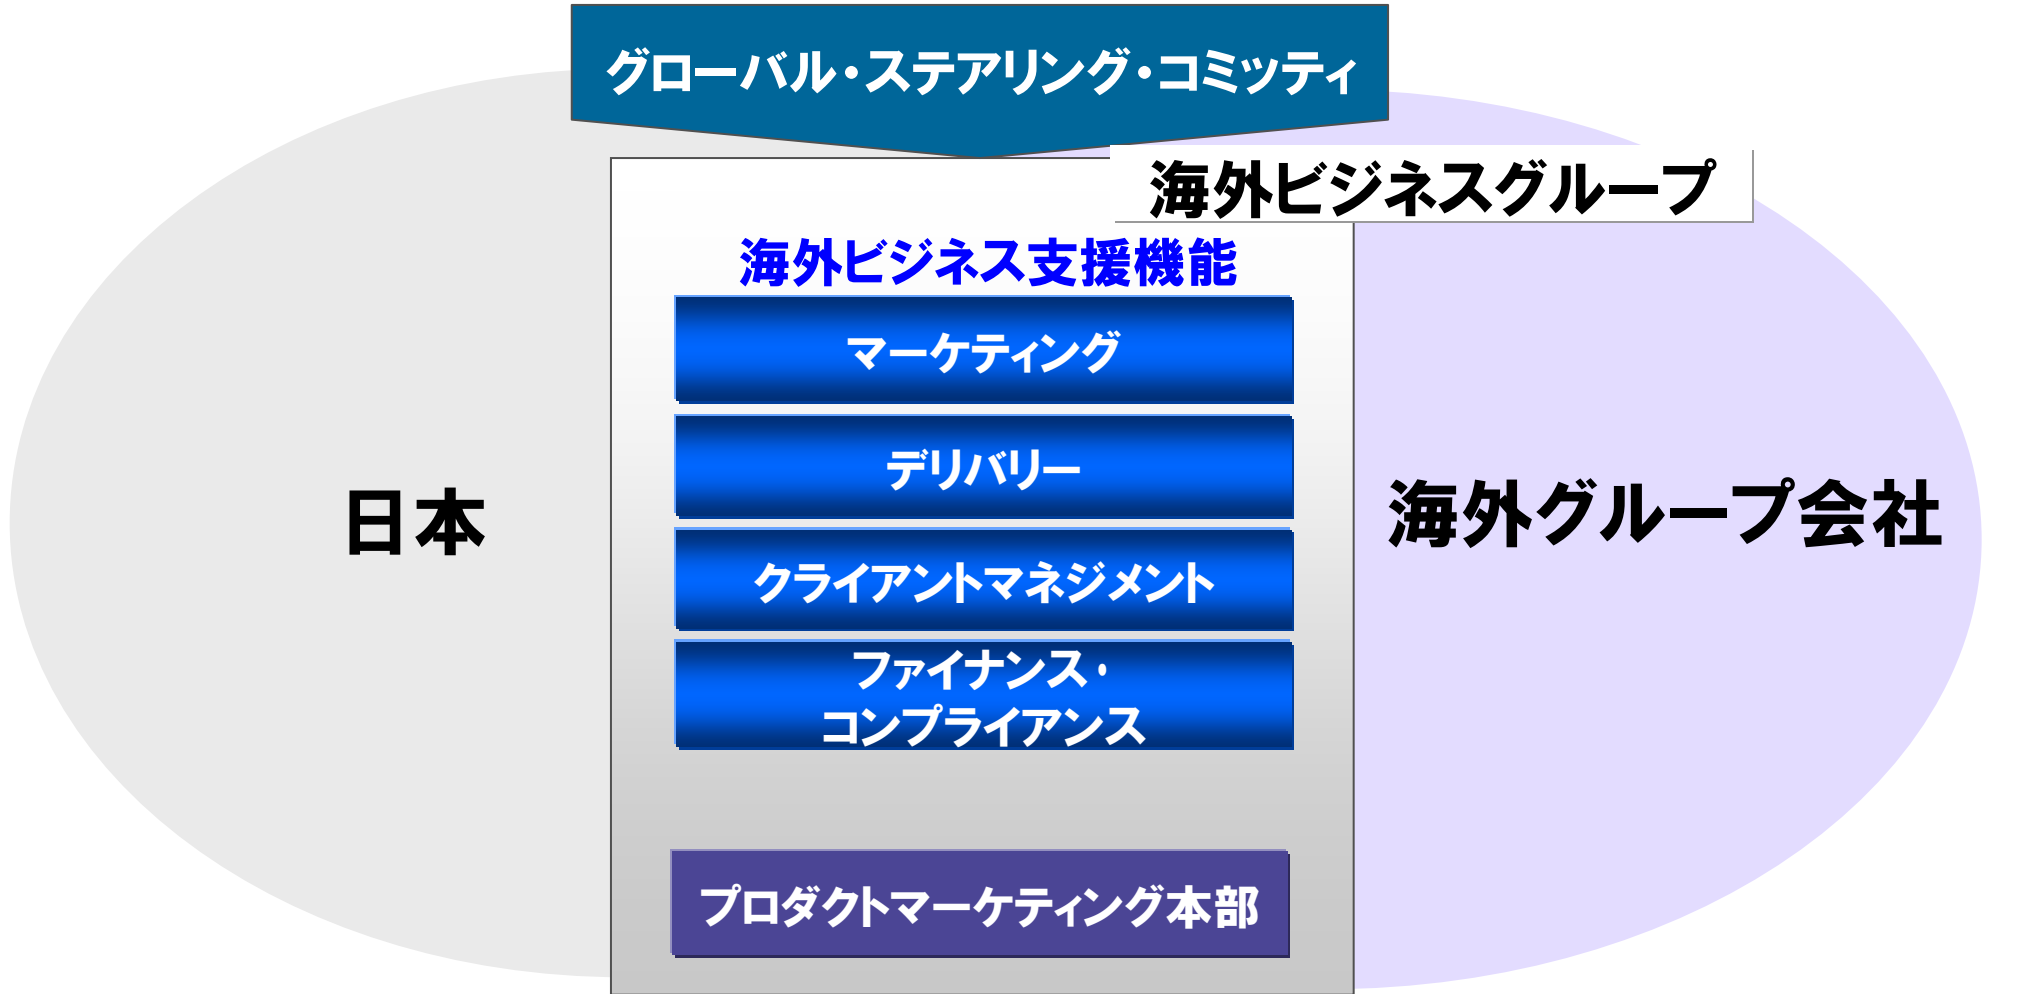 グローバル・ステアリング・コミッティ
海外ビジネスグループ
海外ビジネス支援機能
マーケティング
デリバリー
クライアントマネジメント
ファイナンス・
コンプライアンス
プロダクトマーケティング本部
日本
海外グループ会社